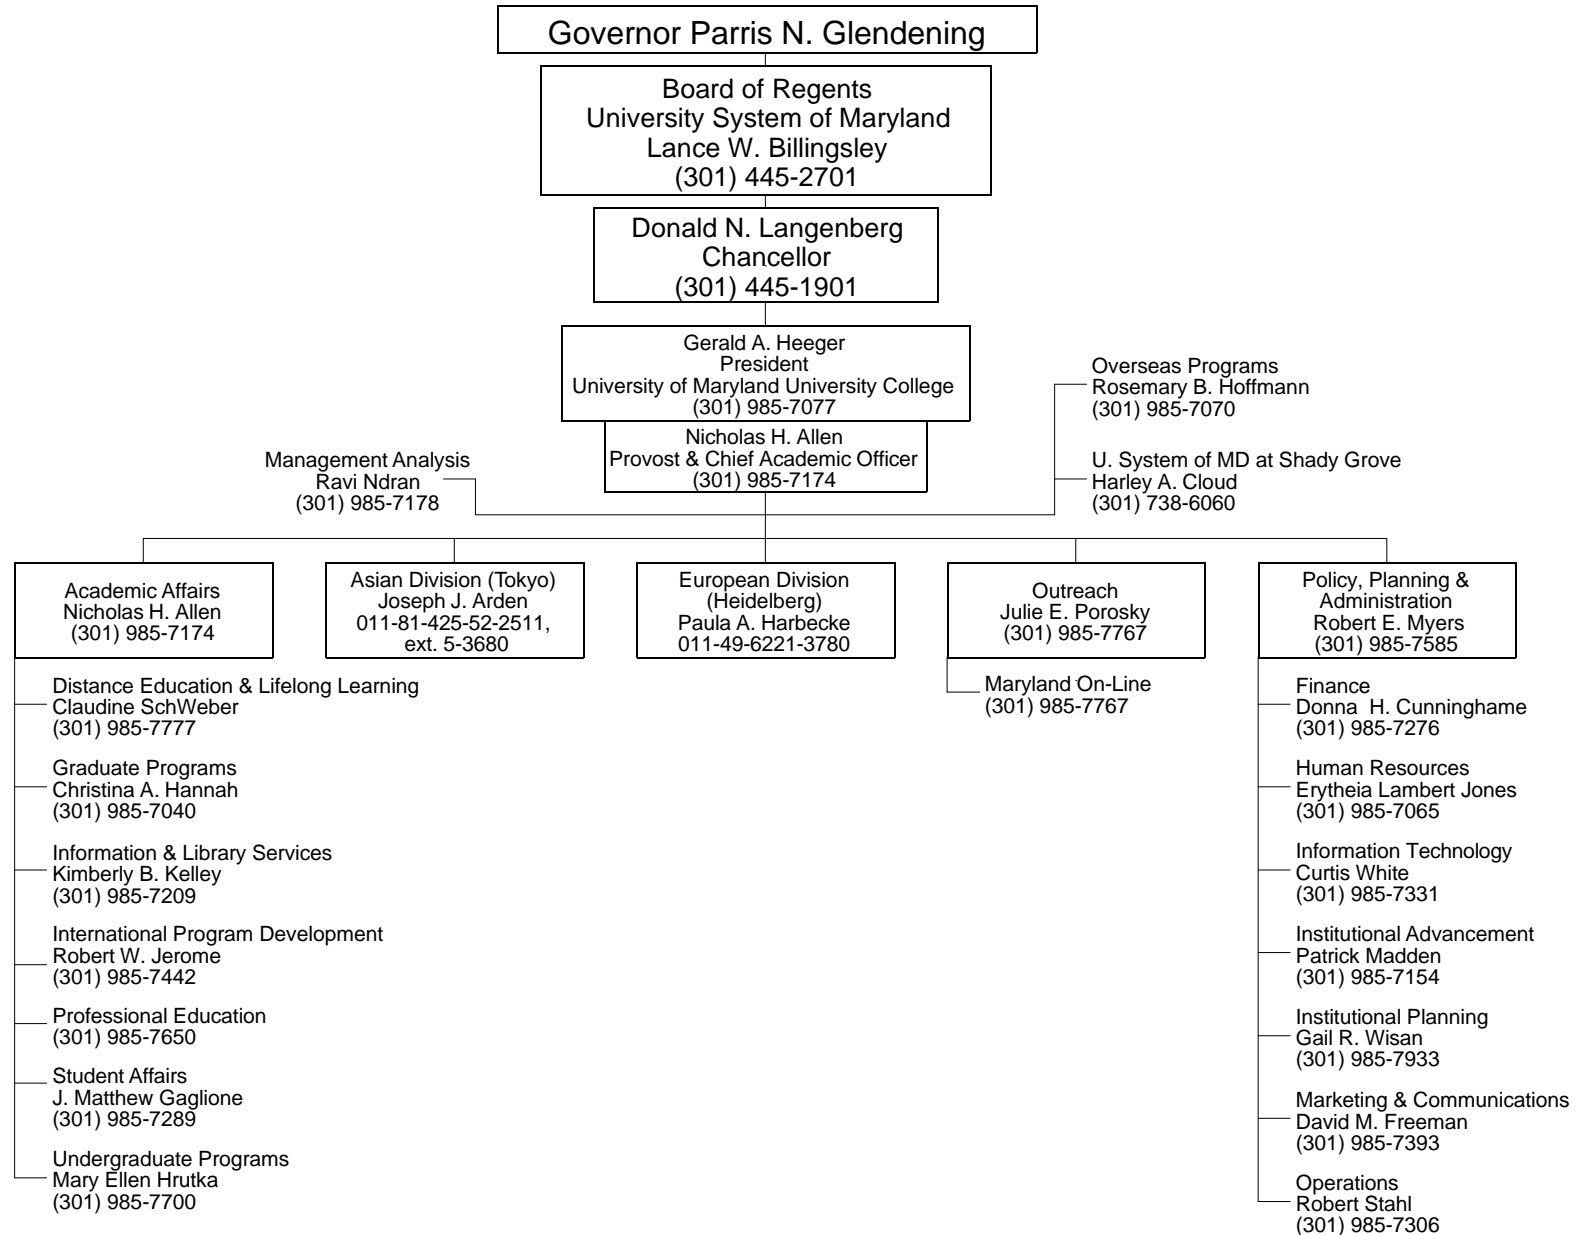 Governor Parris N. Glendening
Board of Regents
University System of Maryland
Lance W. Billingsley
(301) 445-2701
Donald N. Langenberg
Chancellor
(301) 445-1901
Gerald A. Heeger
President
University of Maryland University College
(301) 985-7077
Nicholas H. Allen
Provost & Chief Academic Officer
(301) 985-7174
Management Analysis
Ravi Ndran
(301) 985-7178
Overseas Programs
Rosemary B. Hoffmann
(301) 985-7070
U. System of MD at Shady Grove
Harley A. Cloud
(301) 738-6060
Academic Affairs
Nicholas H. Allen
(301) 985-7174
Asian Division (Tokyo)
Joseph J. Arden
011-81-425-52-2511,
ext. 5-3680
European Division
(Heidelberg)
Paula A. Harbecke
011-49-6221-3780
Outreach
Julie E. Porosky
(301) 985-7767
Policy, Planning &
Administration
Robert E. Myers
(301) 985-7585
Distance Education & Lifelong Learning
Claudine SchWeber
(301) 985-7777
Graduate Programs
Christina A. Hannah
(301) 985-7040
Information & Library Services
Kimberly B. Kelley
(301) 985-7209
International Program Development
Robert W. Jerome
(301) 985-7442
Professional Education
(301) 985-7650
Student Affairs
J. Matthew Gaglione
(301) 985-7289
Undergraduate Programs
Mary Ellen Hrutka
(301) 985-7700
Maryland On-Line
(301) 985-7767
Finance
Donna H. Cunninghame
(301) 985-7276
Human Resources
Erytheia Lambert Jones
(301) 985-7065
Information Technology
Curtis White
(301) 985-7331
Institutional Advancement
Patrick Madden
(301) 985-7154
Institutional Planning
Gail R. Wisan
(301) 985-7933
Marketing & Communications
David M. Freeman
(301) 985-7393
Operations
Robert Stahl
(301) 985-7306